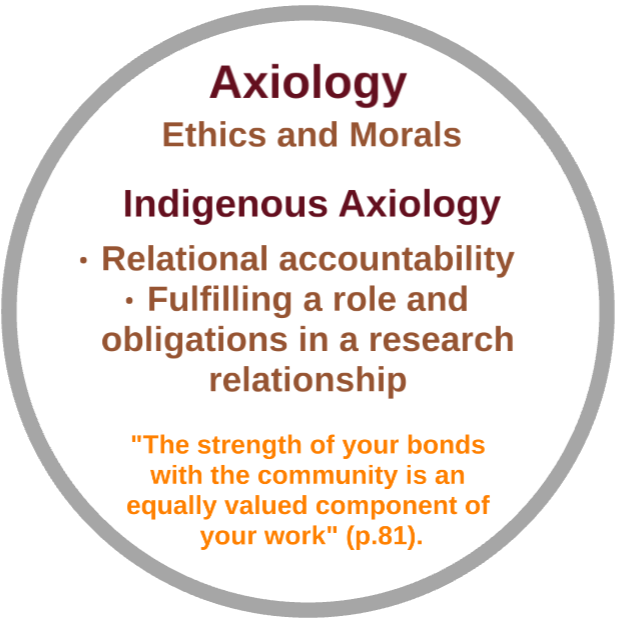 Axiology
Ethics and Morals
Indigenous Axiology
· Relational accountability
· Fulfilling a role and
obligations in a research
relationship
"The strength of your bonds
with the community is an
equally valued component of
your work" (p.81).